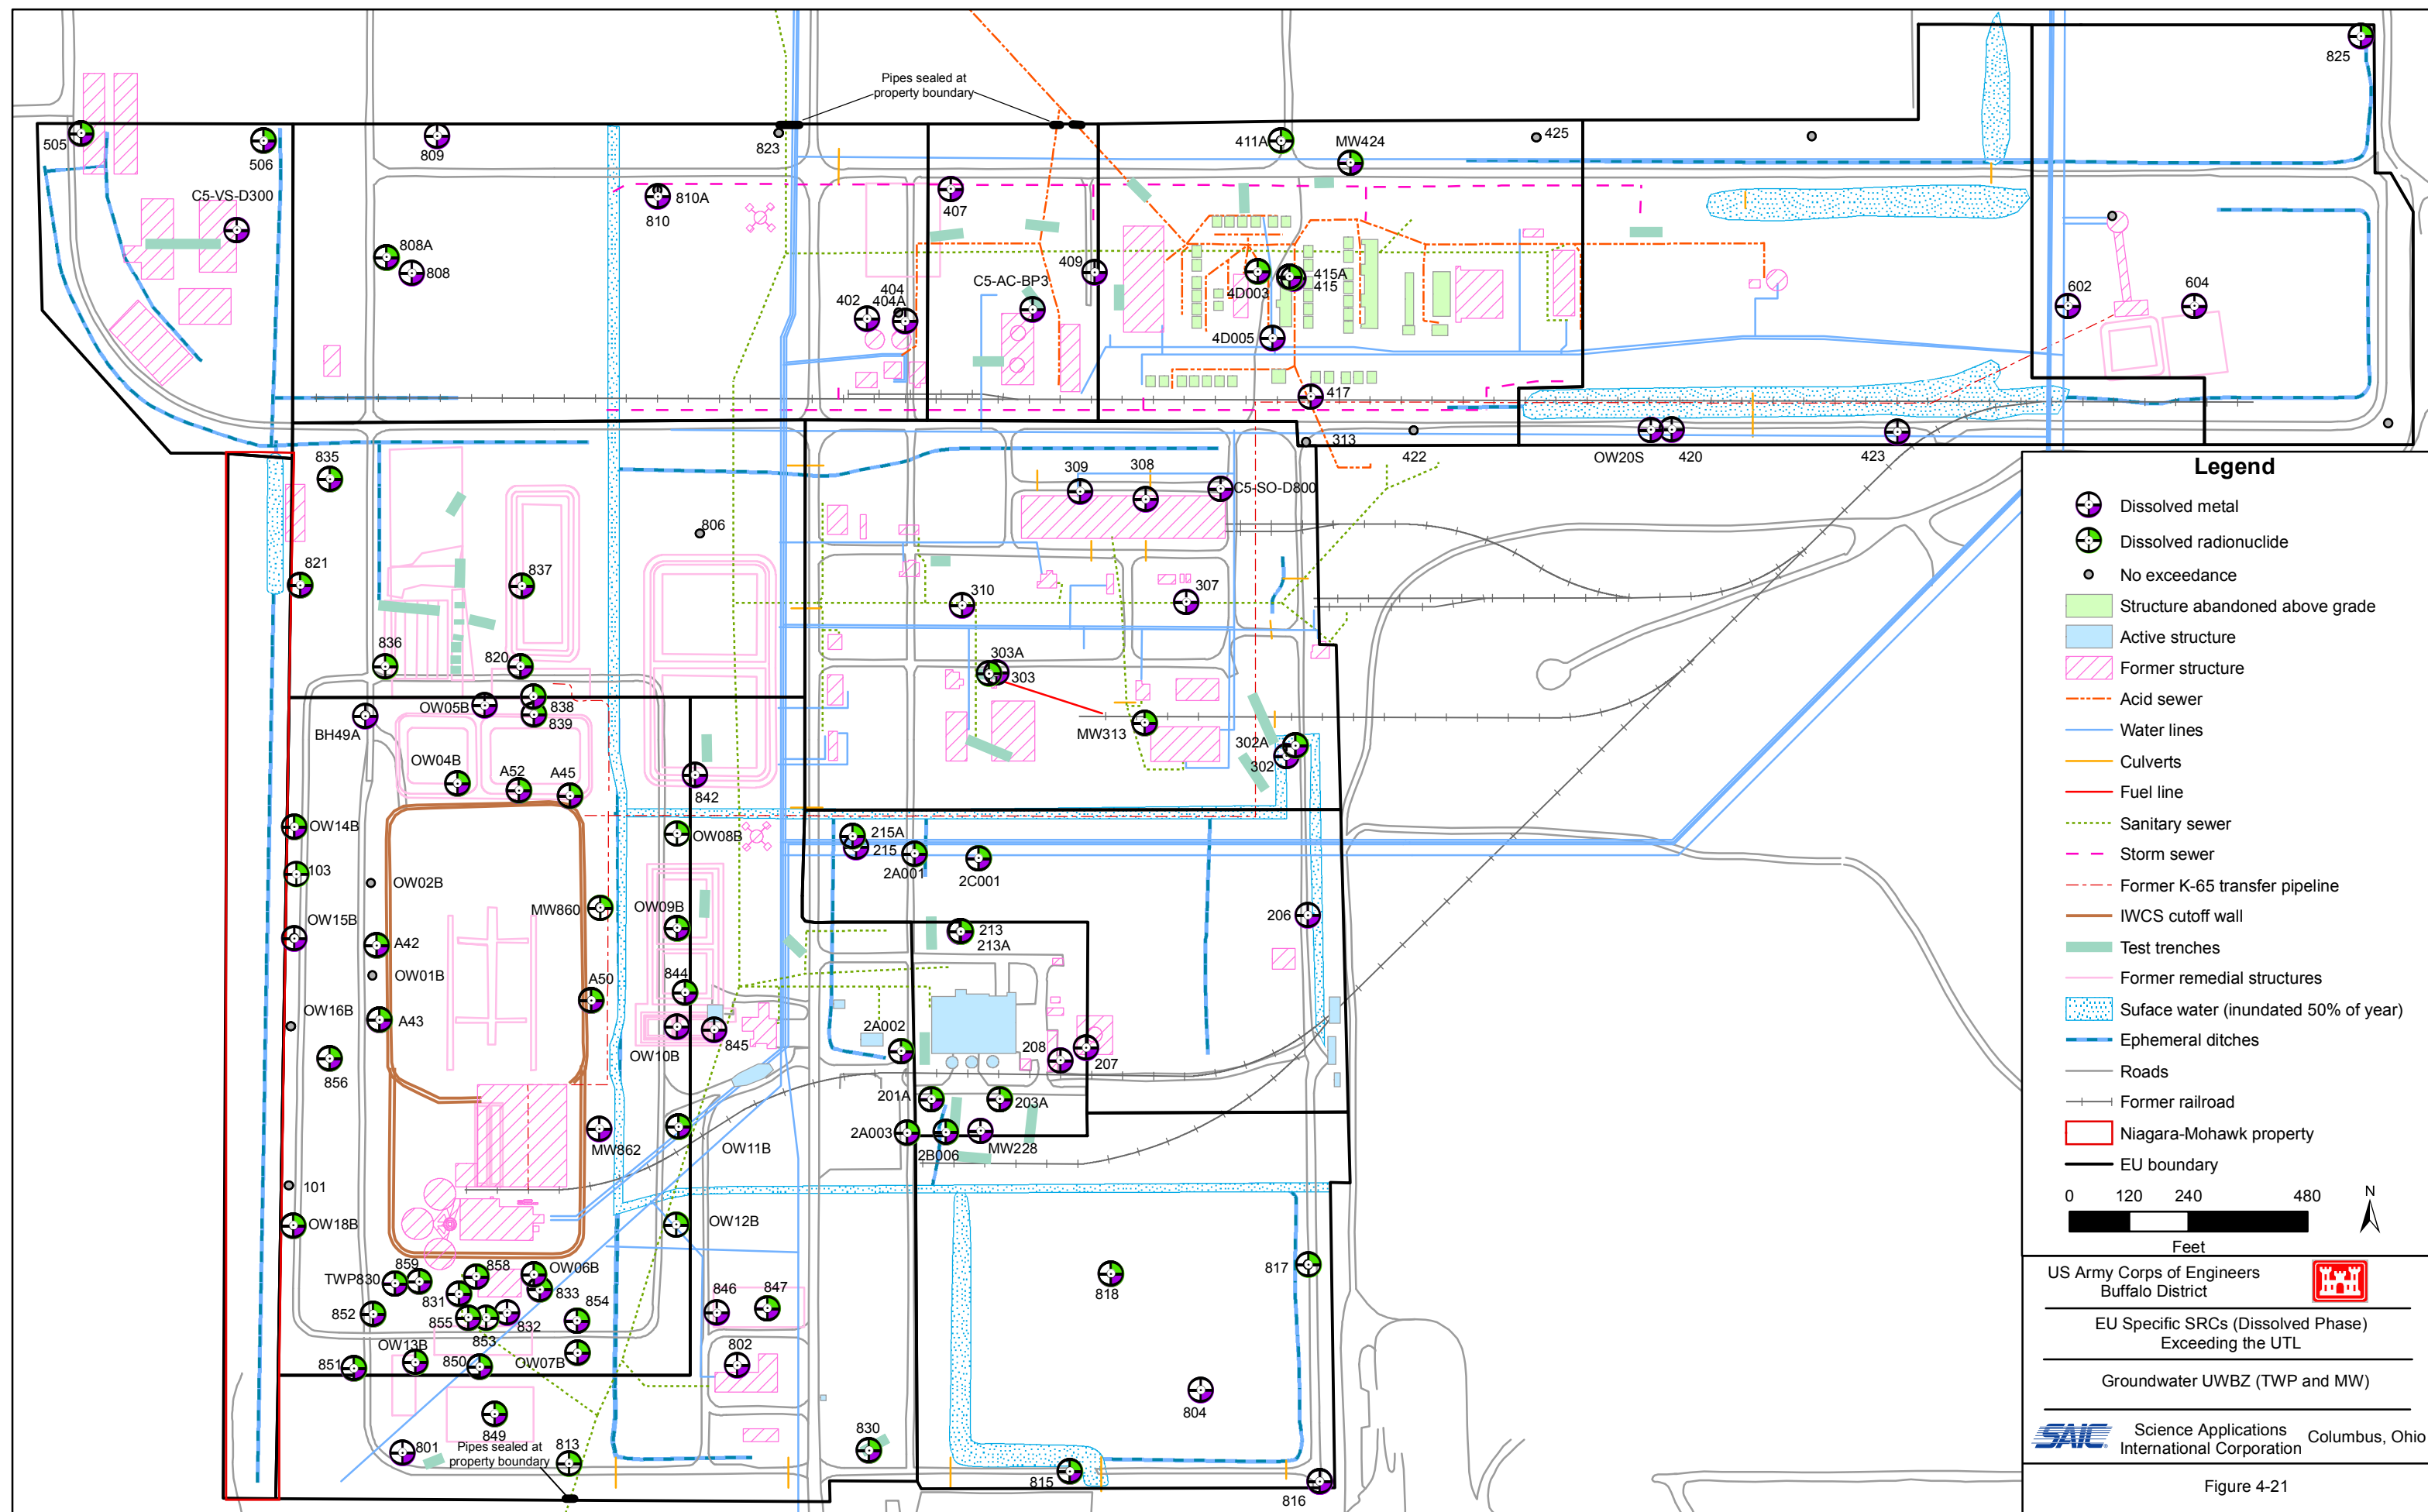 825
Pipes sealed at
property boundary
505
506
809
823
411A
MW424
425
C5-VS-D300
810A
810
407
808A
808
409
C5-AC-BP3
404
402
404A
4D003
415A
415
4D005
602
604
417
313
422
OW20S
420
423
835
309
308
C5-SO-D800
806
821
837
310
307
836
820
303A
303
838
839
OW05B
BH49A
MW313
302A
302
OW04B
A52
A45
842
OW14B
OW08B
215A
215
2A001
2C001
103
OW02B
MW860
OW09B
206
OW15B
A42
213
213A
OW01B
844
A50
OW16B
A43
2A002
OW10B
845
208
207
856
201A
203A
MW862
OW11B
2A003
2B006
MW228
101
OW18B
OW12B
859
858
OW06B
817
TWP830
833
818
831
854
846
847
852
855
853
832
OW13B
802
851
850
OW07B
804
849
830
801
Pipes sealed at
property boundary
813
815
816
Legend
Dissolved metal
Dissolved radionuclide
No exceedance
Structure abandoned above grade
Active structure
Former structure
Acid sewer
Water lines
Culverts
Fuel line
Sanitary sewer
Storm sewer
Former K-65 transfer pipeline
IWCS cutoff wall
Test trenches
Former remedial structures
Suface water (inundated 50% of year)
Ephemeral ditches
Roads
Former railroad
Niagara-Mohawk property
EU boundary
0 120 240 480
N
Feet
US Army Corps of Engineers
Buffalo District
EU Specific SRCs (Dissolved Phase)
Exceeding the UTL
Groundwater UWBZ (TWP and MW)
SAIC
Science Applications
International Corporation
Columbus, Ohio
Figure 4-21